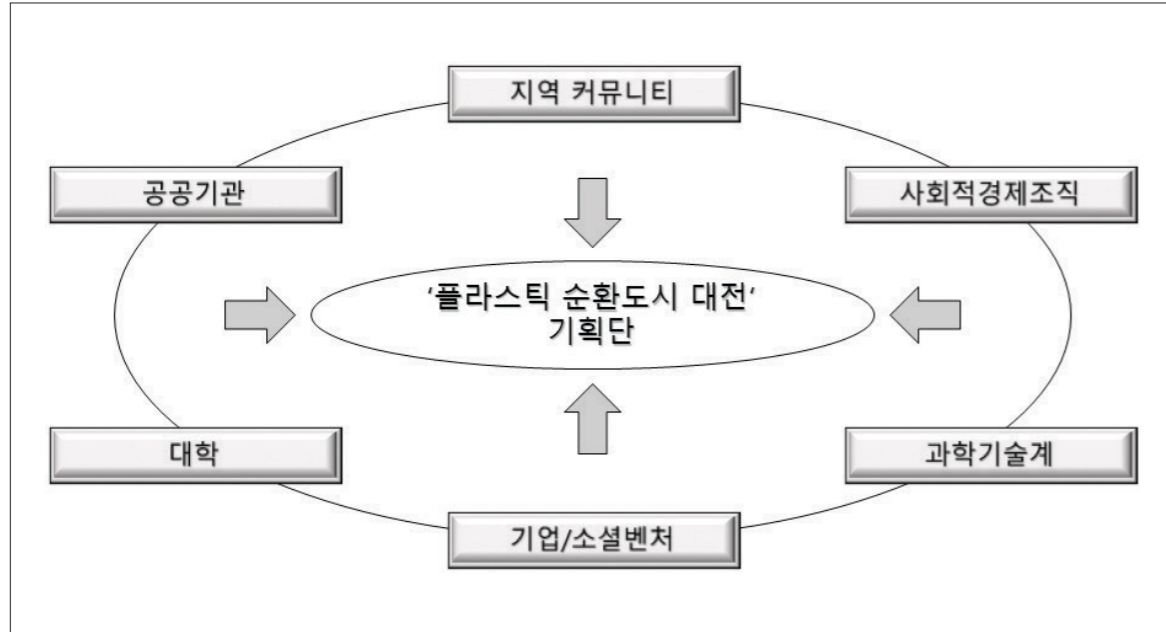 지역 커뮤니티
공공기관
사회적경제조직
‘플라스틱 순환도시 대전‘
기획단
대학
과학기술계
기업/소셜벤처